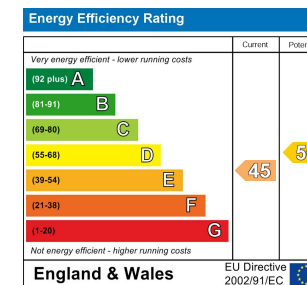 Energy Efficiency Rating
Current
Very energy efficient - lower running costs
(92 plus) A
(81-91) B
(69-80) C
(55-68) D
(39-54) E
(21-38) F
(1-20) G
45
Not energy efficient - higher running costs
England & Wales
EU Directive
2002/91/EC